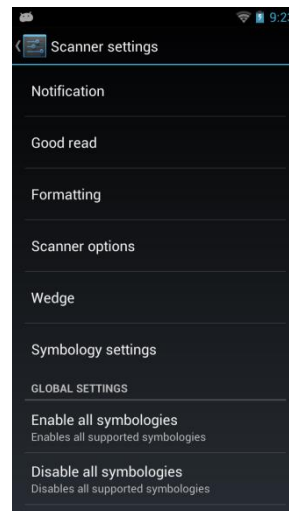 9:23
Scanner settings
Notification
Good read
Formatting
Scanner options
Wedge
Symbology settings
GLOBAL SETTINGS
Enable all symbologies
Enables all supported symbologies
Disable all symbologies
Disables all supported symbologies